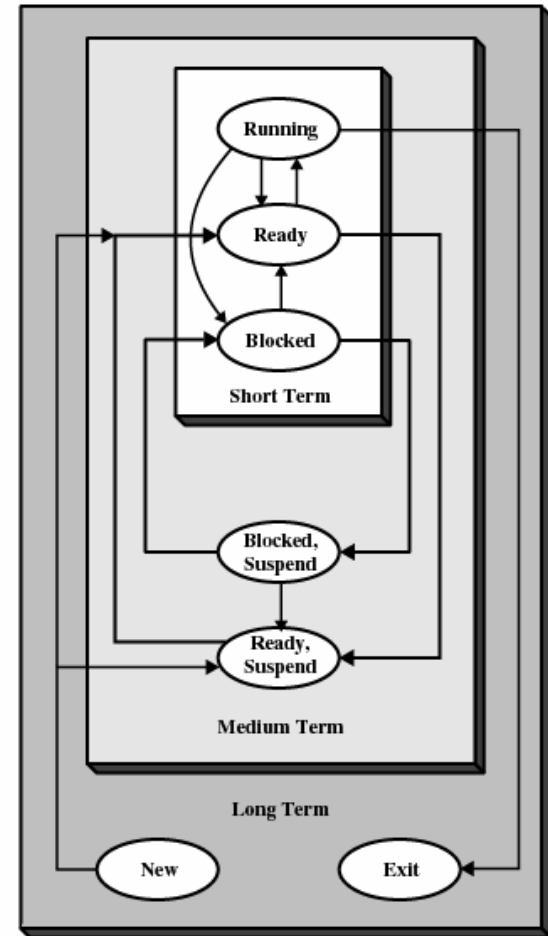 Running
Ready
Blocked
Short Term
Blocked,
Suspend
Ready,
Suspend
Medium Term
Long Term
New
Exit